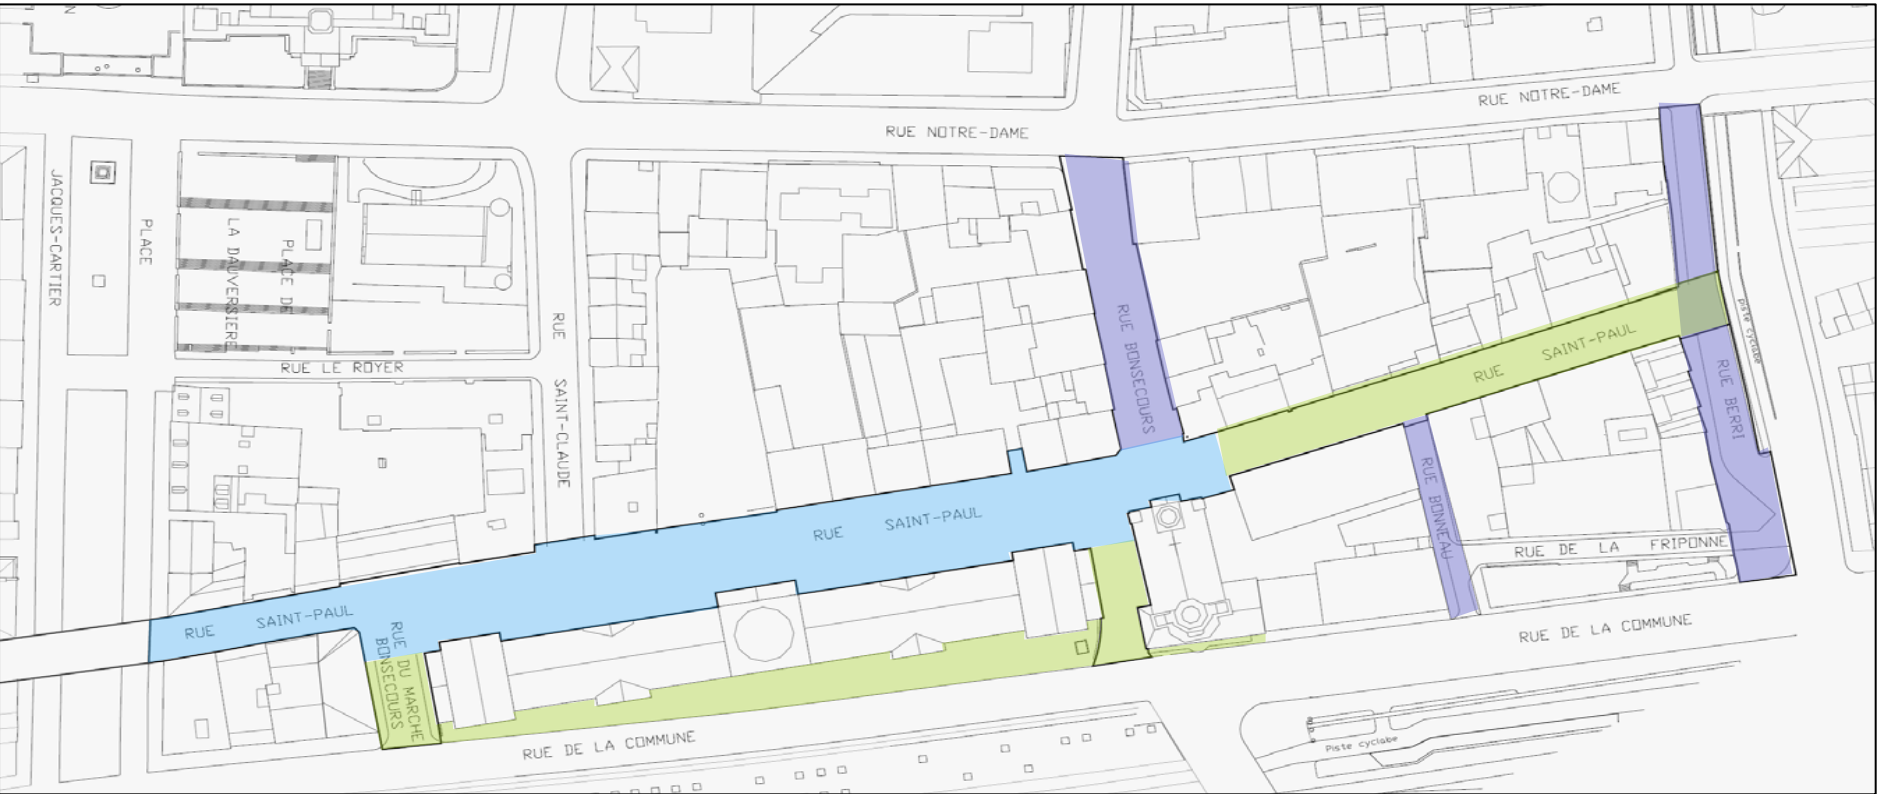 RUE NOTRE-DAME
RUE NOTRE-DAME
JACQUES-CARTIER
PLACE
LA DAUVERSIERE
PLACE DE
RUE LE ROYER
RUE
SAINT-CLAUDE
RUE BONSECOURS
RUE SAINT-PAUL
Piste cyclabe
RUE BERRI
RUE BONNEAU
RUE DE LA FRIPONNE
RUE SAINT-PAUL
RUE SAINT-PAUL
RUE DU MARCHE
BONSECOURS
RUE DE LA COMMUNE
RUE DE LA COMMUNE
Piste cyclabe